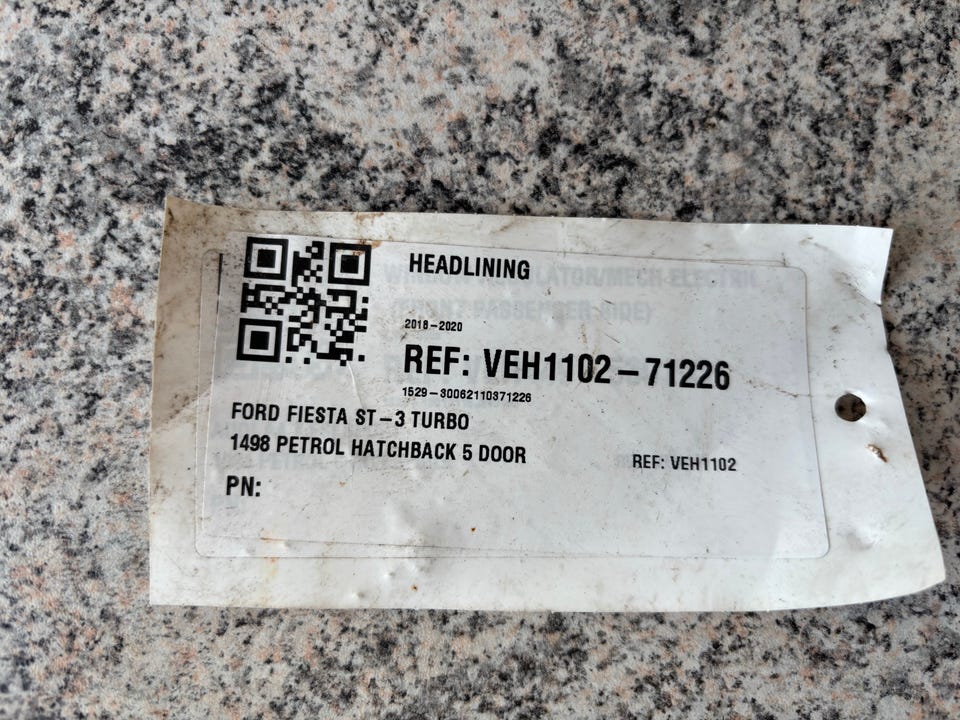 HEADLINING
2018-2020
REF: VEH1102-71226
1529-30062110371226
FORD FIESTA ST-3 TURBO
1498 PETROL HATCHBACK 5 DOOR
REF: VEH1102
PN: